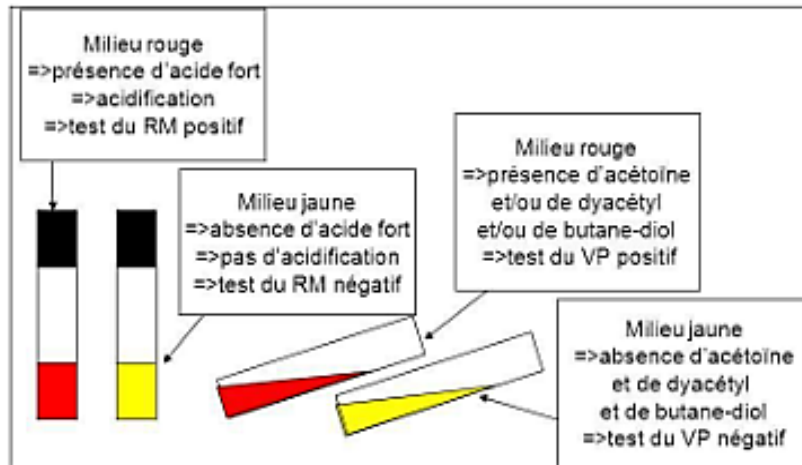 Milieu rouge
=>présence d'acide fort
=>acidification
=>test du RM positif
Milieu jaune
=>absence d'acide fort
=>pas d'acidification
=>test du RM négatif
Milieu rouge
=>présence d'acétoïne
et/ou de dyacétyl
et/ou de butane-diol
=>test du VP positif
Milieu jaune
=>absence d'acétoïne
et de dyacétyl
et de butane-diol
=>test du VP négatif